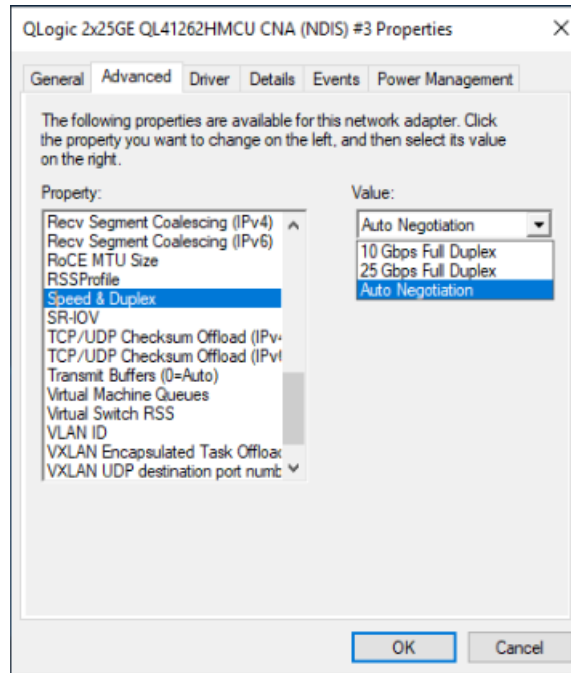 QLogic 2x25GE QL41262HMCU CNA (NDIS) #3 Properties
General Advanced Driver Details Events Power Management
The following properties are available for this network adapter. Click
the property you want to change on the left, and then select its value
on the right.
Property:
Recv Segment Coalescing (IPv4)
Recv Segment Coalescing (IPv6)
RoCE MTU Size
RSSProfile
Speed & Duplex
SR-IOV
TCP/UDP Checksum Offload (IPv4
TCP/UDP Checksum Offload (IPv6
Transmit Buffers (0=Auto)
Virtual Machine Queues
Virtual Switch RSS
VLAN ID
VXLAN Encapsulated Task Offload
VXLAN UDP destination port numb
Value:
Auto Negotiation
10 Gbps Full Duplex
25 Gbps Full Duplex
Auto Negotiation
OK Cancel